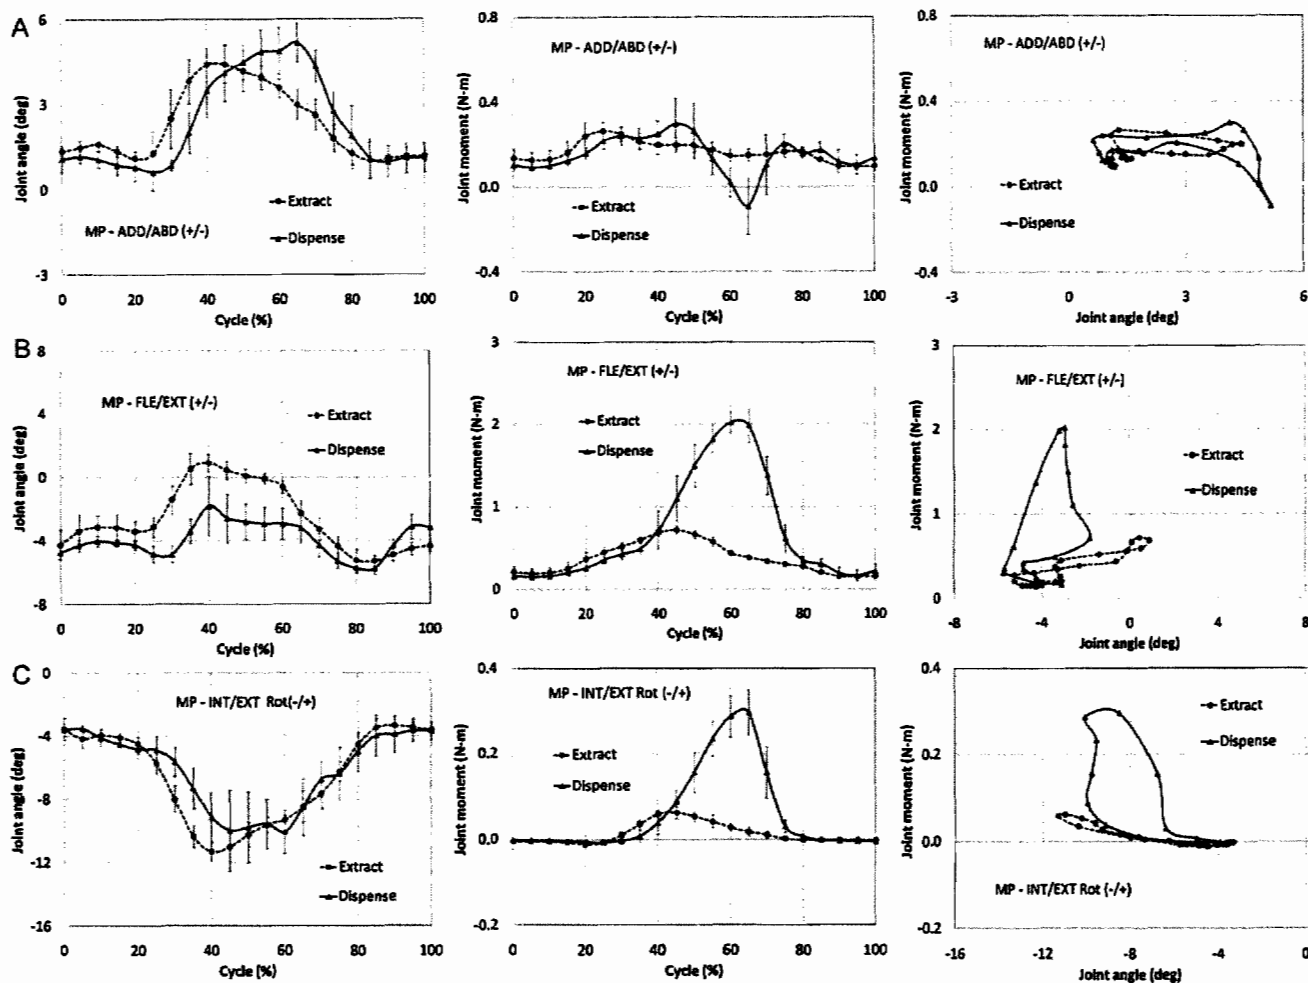 A
Joint angle (deg)
6
3
0
-3
Extract
Dispense
MP - ADD/ABD (+/-)
0 20 40 60 80 100
Cycle (%)
Joint moment (N-m)
0.8
0.4
0.0
-0.4
MP - ADD/ABD (+/-)
Extract
Dispense
0 20 40 60 80 100
Cycle (%)
Joint moment (N-m)
0.8
0.4
0.0
-0.4
MP - ADD/ABD (+/-)
Extract
Dispense
-3 0 3 6
Joint angle (deg)
B
Joint angle (deg)
8
4
0
-4
-8
MP - FLE/EXT (+/-)
Extract
Dispense
0 20 40 60 80 100
Cycle (%)
Joint moment (N-m)
3
2
1
0
MP - FLE/EXT (+/-)
Extract
Dispense
0 20 40 60 80 100
Cycle (%)
Joint moment (N-m)
3
2
1
0
MP - FLE/EXT (+/-)
Extract
Dispense
-8 -4 0 4 8
Joint angle (deg)
C
Joint angle (deg)
0
-4
-8
-12
-16
MP - INT/EXT Rot(-/+)
Extract
Dispense
0 20 40 60 80 100
Cycle (%)
Joint moment (N-m)
0.4
0.2
0.0
-0.2
MP - INT/EXT Rot (-/+)
Extract
Dispense
0 20 40 60 80 100
Cycle (%)
Joint moment (N-m)
0.4
0.2
0.0
-0.2
Extract
Dispense
MP - INT/EXT Rot (-/+)
-16 -12 -8 -4 0
Joint angle (deg)